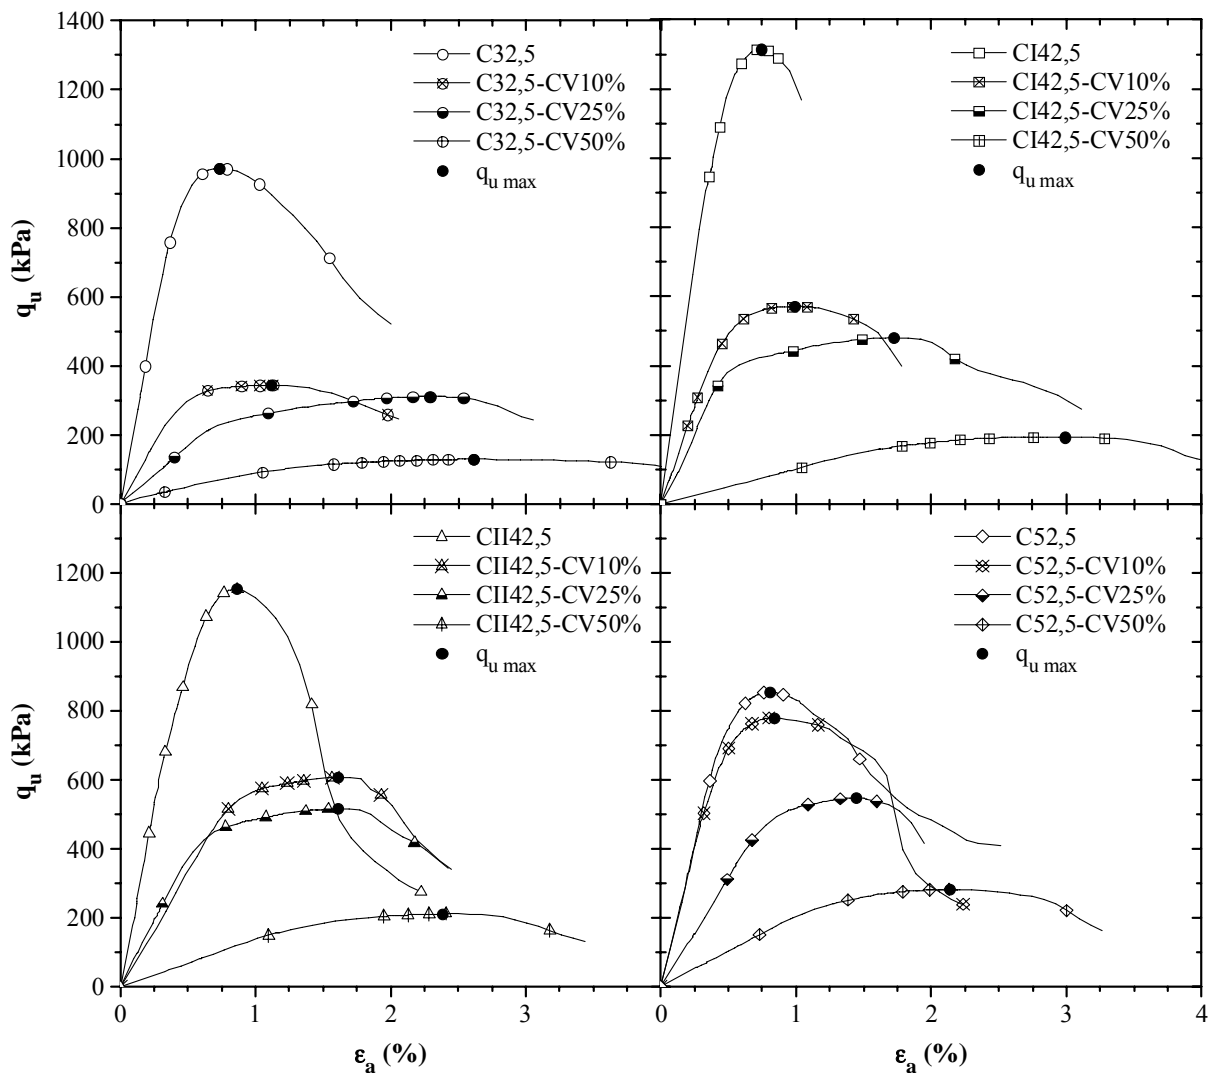 1400
1200
1000
800
600
400
200
0
q_u (kPa)
C32,5
C32,5-CV10%
C32,5-CV25%
C32,5-CV50%
q_u max
CI42,5
CI42,5-CV10%
CI42,5-CV25%
CI42,5-CV50%
q_u max
1200
1000
800
600
400
200
0
q_u (kPa)
CII42,5
CII42,5-CV10%
CII42,5-CV25%
CII42,5-CV50%
q_u max
C52,5
C52,5-CV10%
C52,5-CV25%
C52,5-CV50%
q_u max
0 1 2 3
0 1 2 3 4
ε_a (%)
ε_a (%)